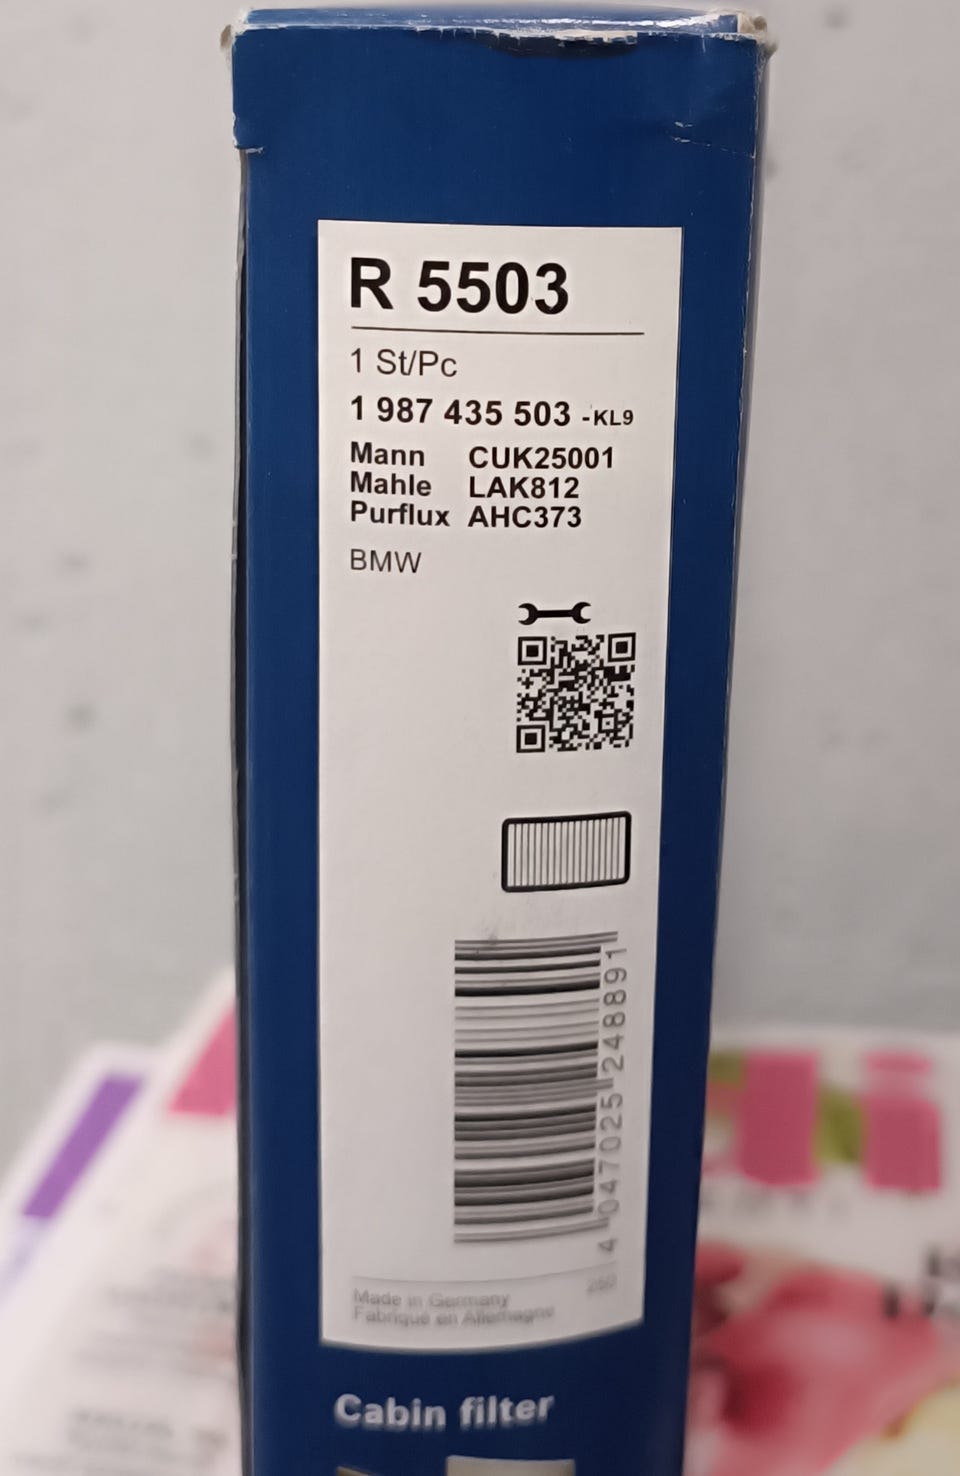 R 5503
1 St/Pc
1 987 435 503 -KL9
Mann CUK25001
Mahle LAK812
Purflux AHC373
BMW
4 047025 248891
260
Made in Germany
Fabriqué en Allemagne
Cabin filter